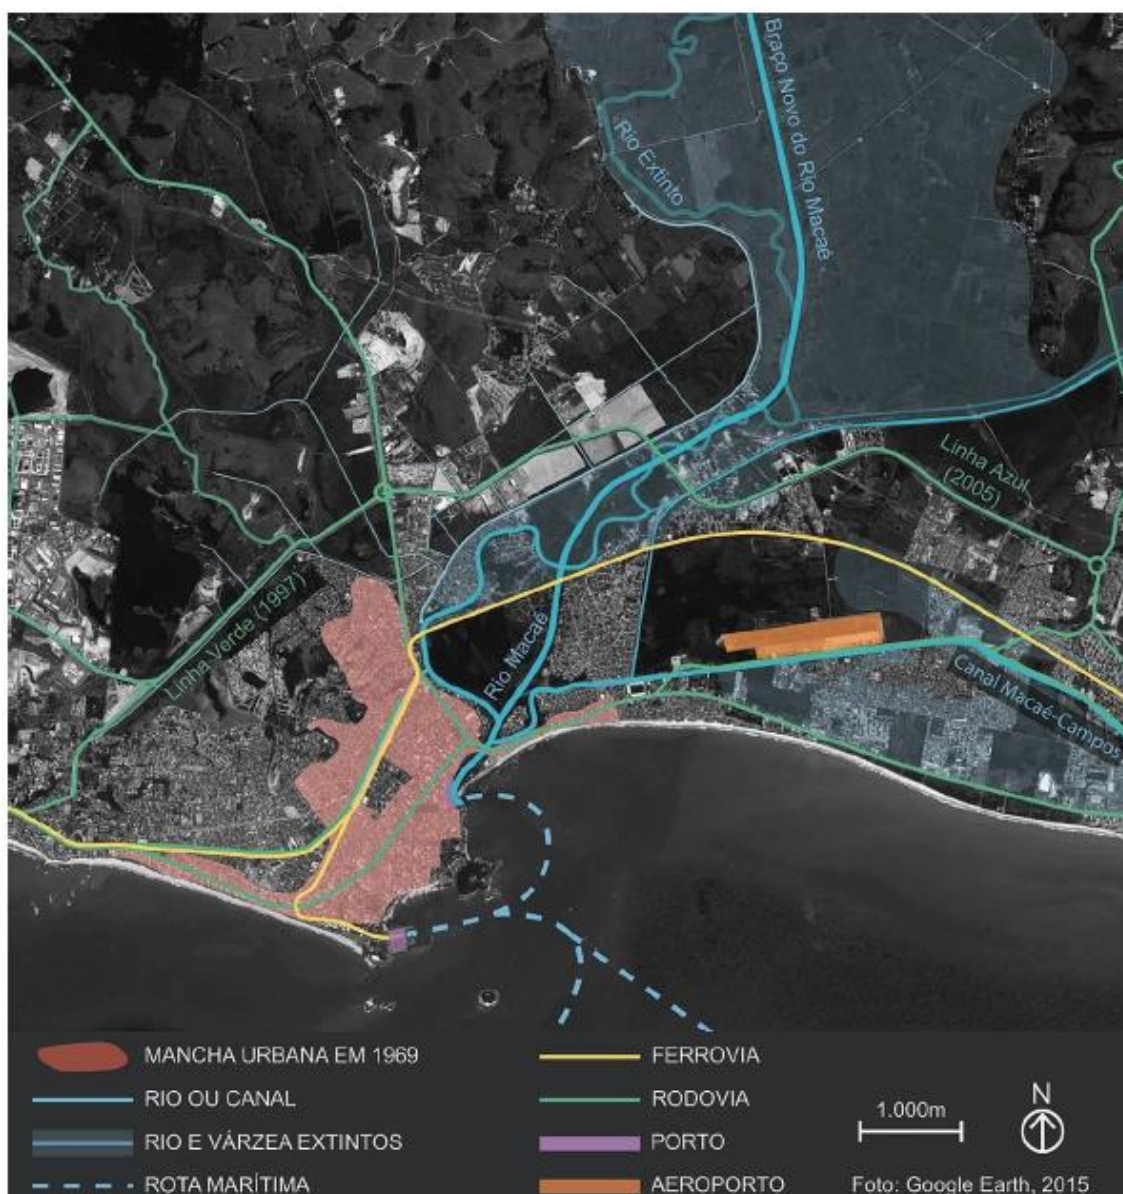 Braço Novo do Rio Macaé
Rio Extinto
Linha Azul
(2005)
Linha Verde (1997)
Rio Macaé
Canal Macaé-Campos
MANCHA URBANA EM 1969
RIO OU CANAL
RIO E VÁRZEA EXTINTOS
ROTA MARÍTIMA
FERROVIA
RODOVIA
PORTO
AEROPORTO
1.000m
N
Foto: Google Earth, 2015